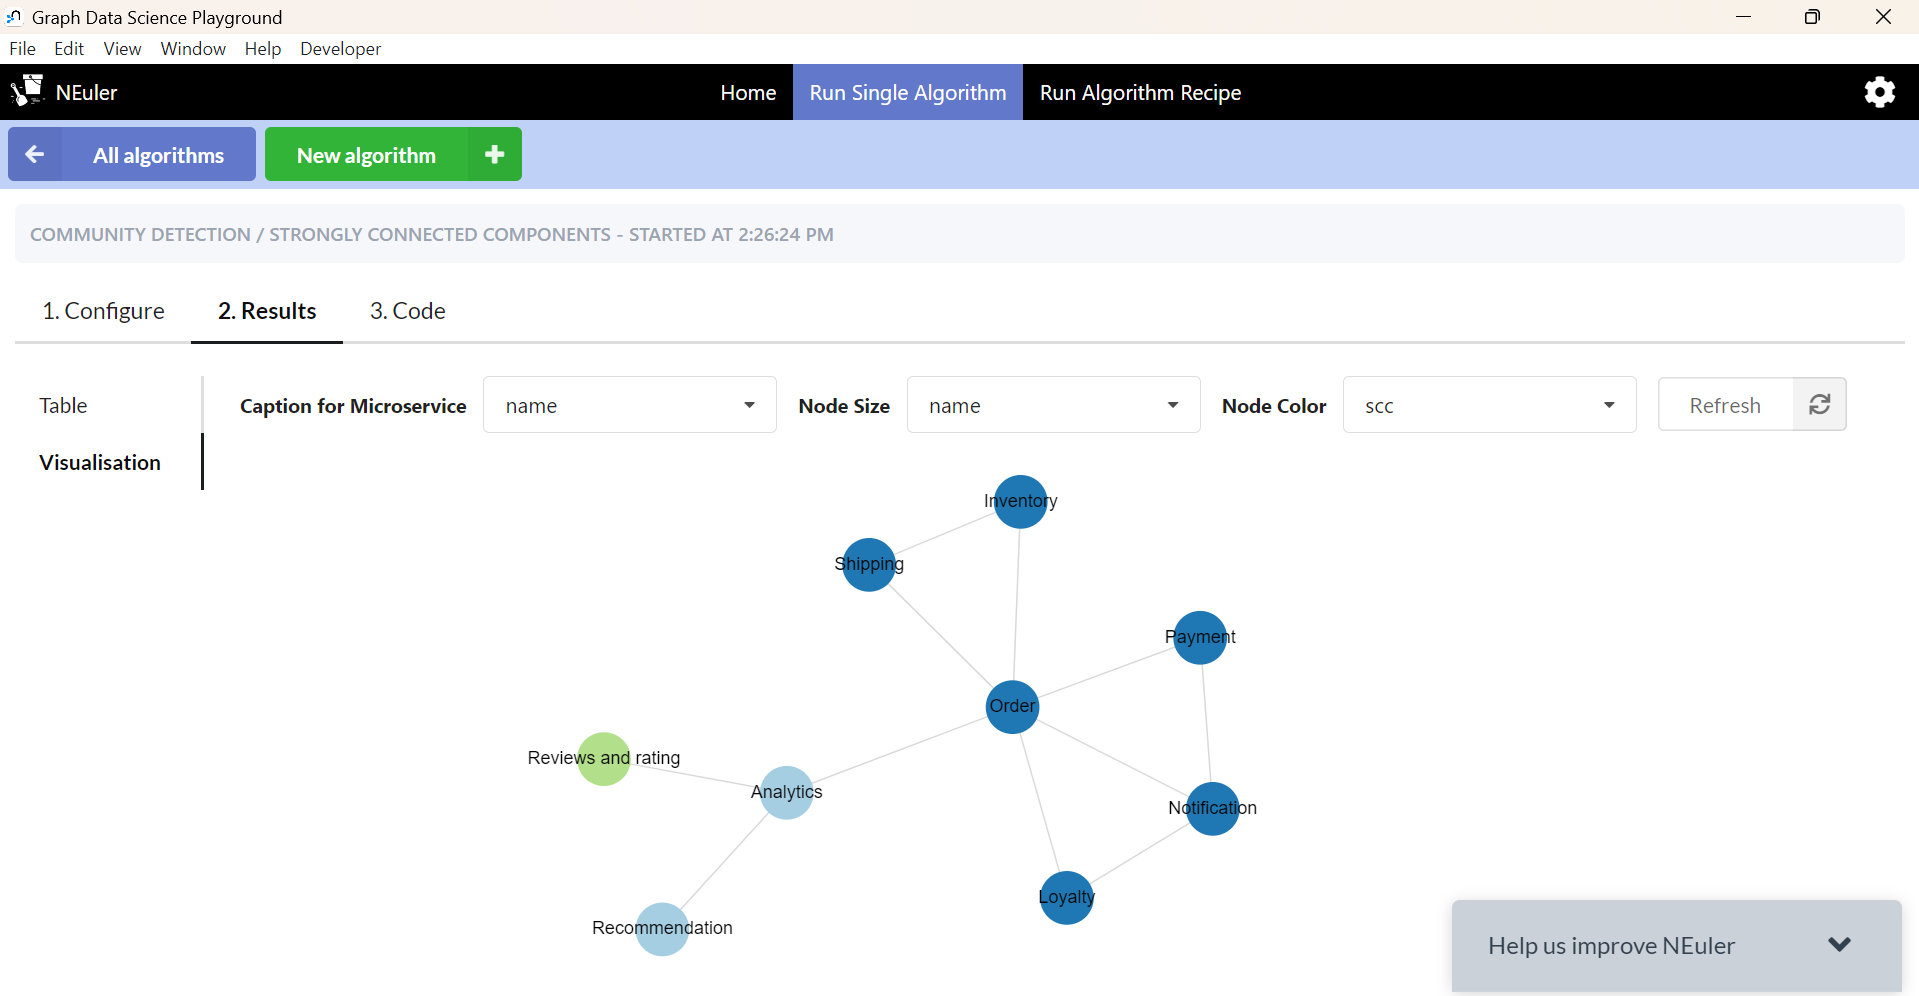 Graph Data Science Playground
File Edit View Window Help Developer
NEuler Home Run Single Algorithm Run Algorithm Recipe
All algorithms New algorithm
COMMUNITY DETECTION / STRONGLY CONNECTED COMPONENTS - STARTED AT 2:26:24 PM
1. Configure 2. Results 3. Code
Table Caption for Microservice name Node Size name Node Color scc Refresh
Visualisation
Inventory
Shipping
Payment
Order
Reviews and rating
Analytics
Notification
Loyalty
Recommendation
Help us improve NEuler